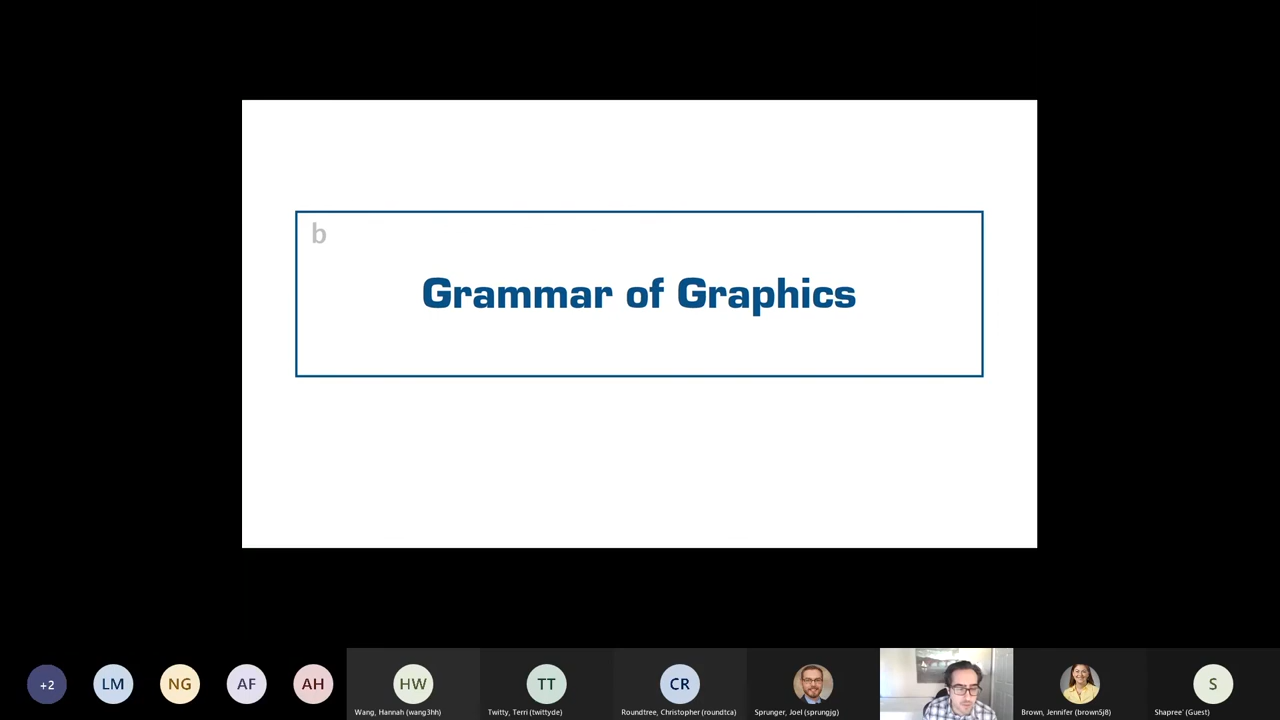 b
Grammar of Graphics
+2
LM
NG
AF
AH
HW
TT
CR
S
Wang, Hannah (wang3hh)
Twitty, Terri (twittyde)
Roundtree, Christopher (roundtca)
Sprunger, Joel (sprungjg)
Brown, Jennifer (brown5j8)
Shapree' (Guest)